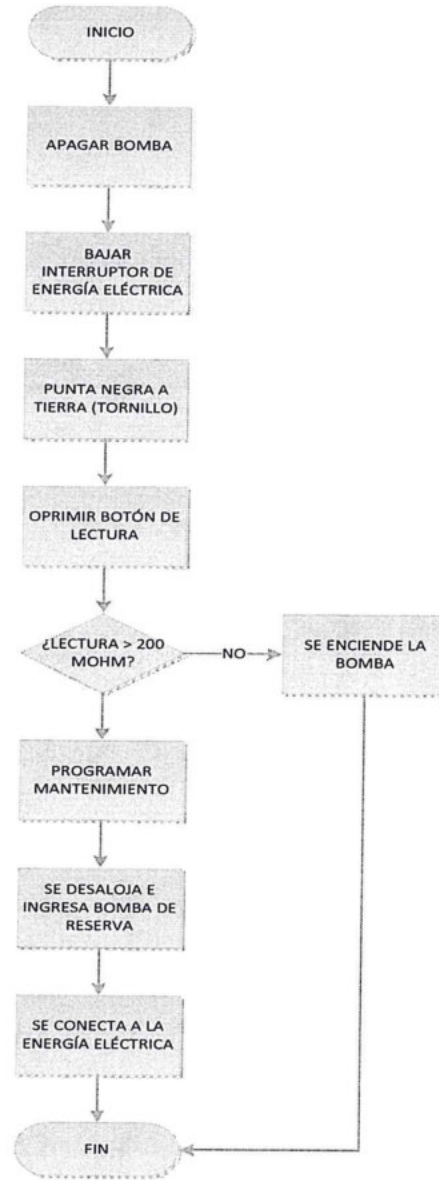 INICIO
APAGAR BOMBA
BAJAR
INTERRUPTOR DE
ENERGÍA ELÉCTRICA
PUNTA NEGRA A
TIERRA (TORNILLO)
OPRIMIR BOTÓN DE
LECTURA
¿LECTURA > 200
MOHM?
NO
SE ENCIENDE LA
BOMBA
PROGRAMAR
MANTENIMIENTO
SE DESALOJA E
INGRESA BOMBA DE
RESERVA
SE CONECTA A LA
ENERGÍA ELÉCTRICA
FIN